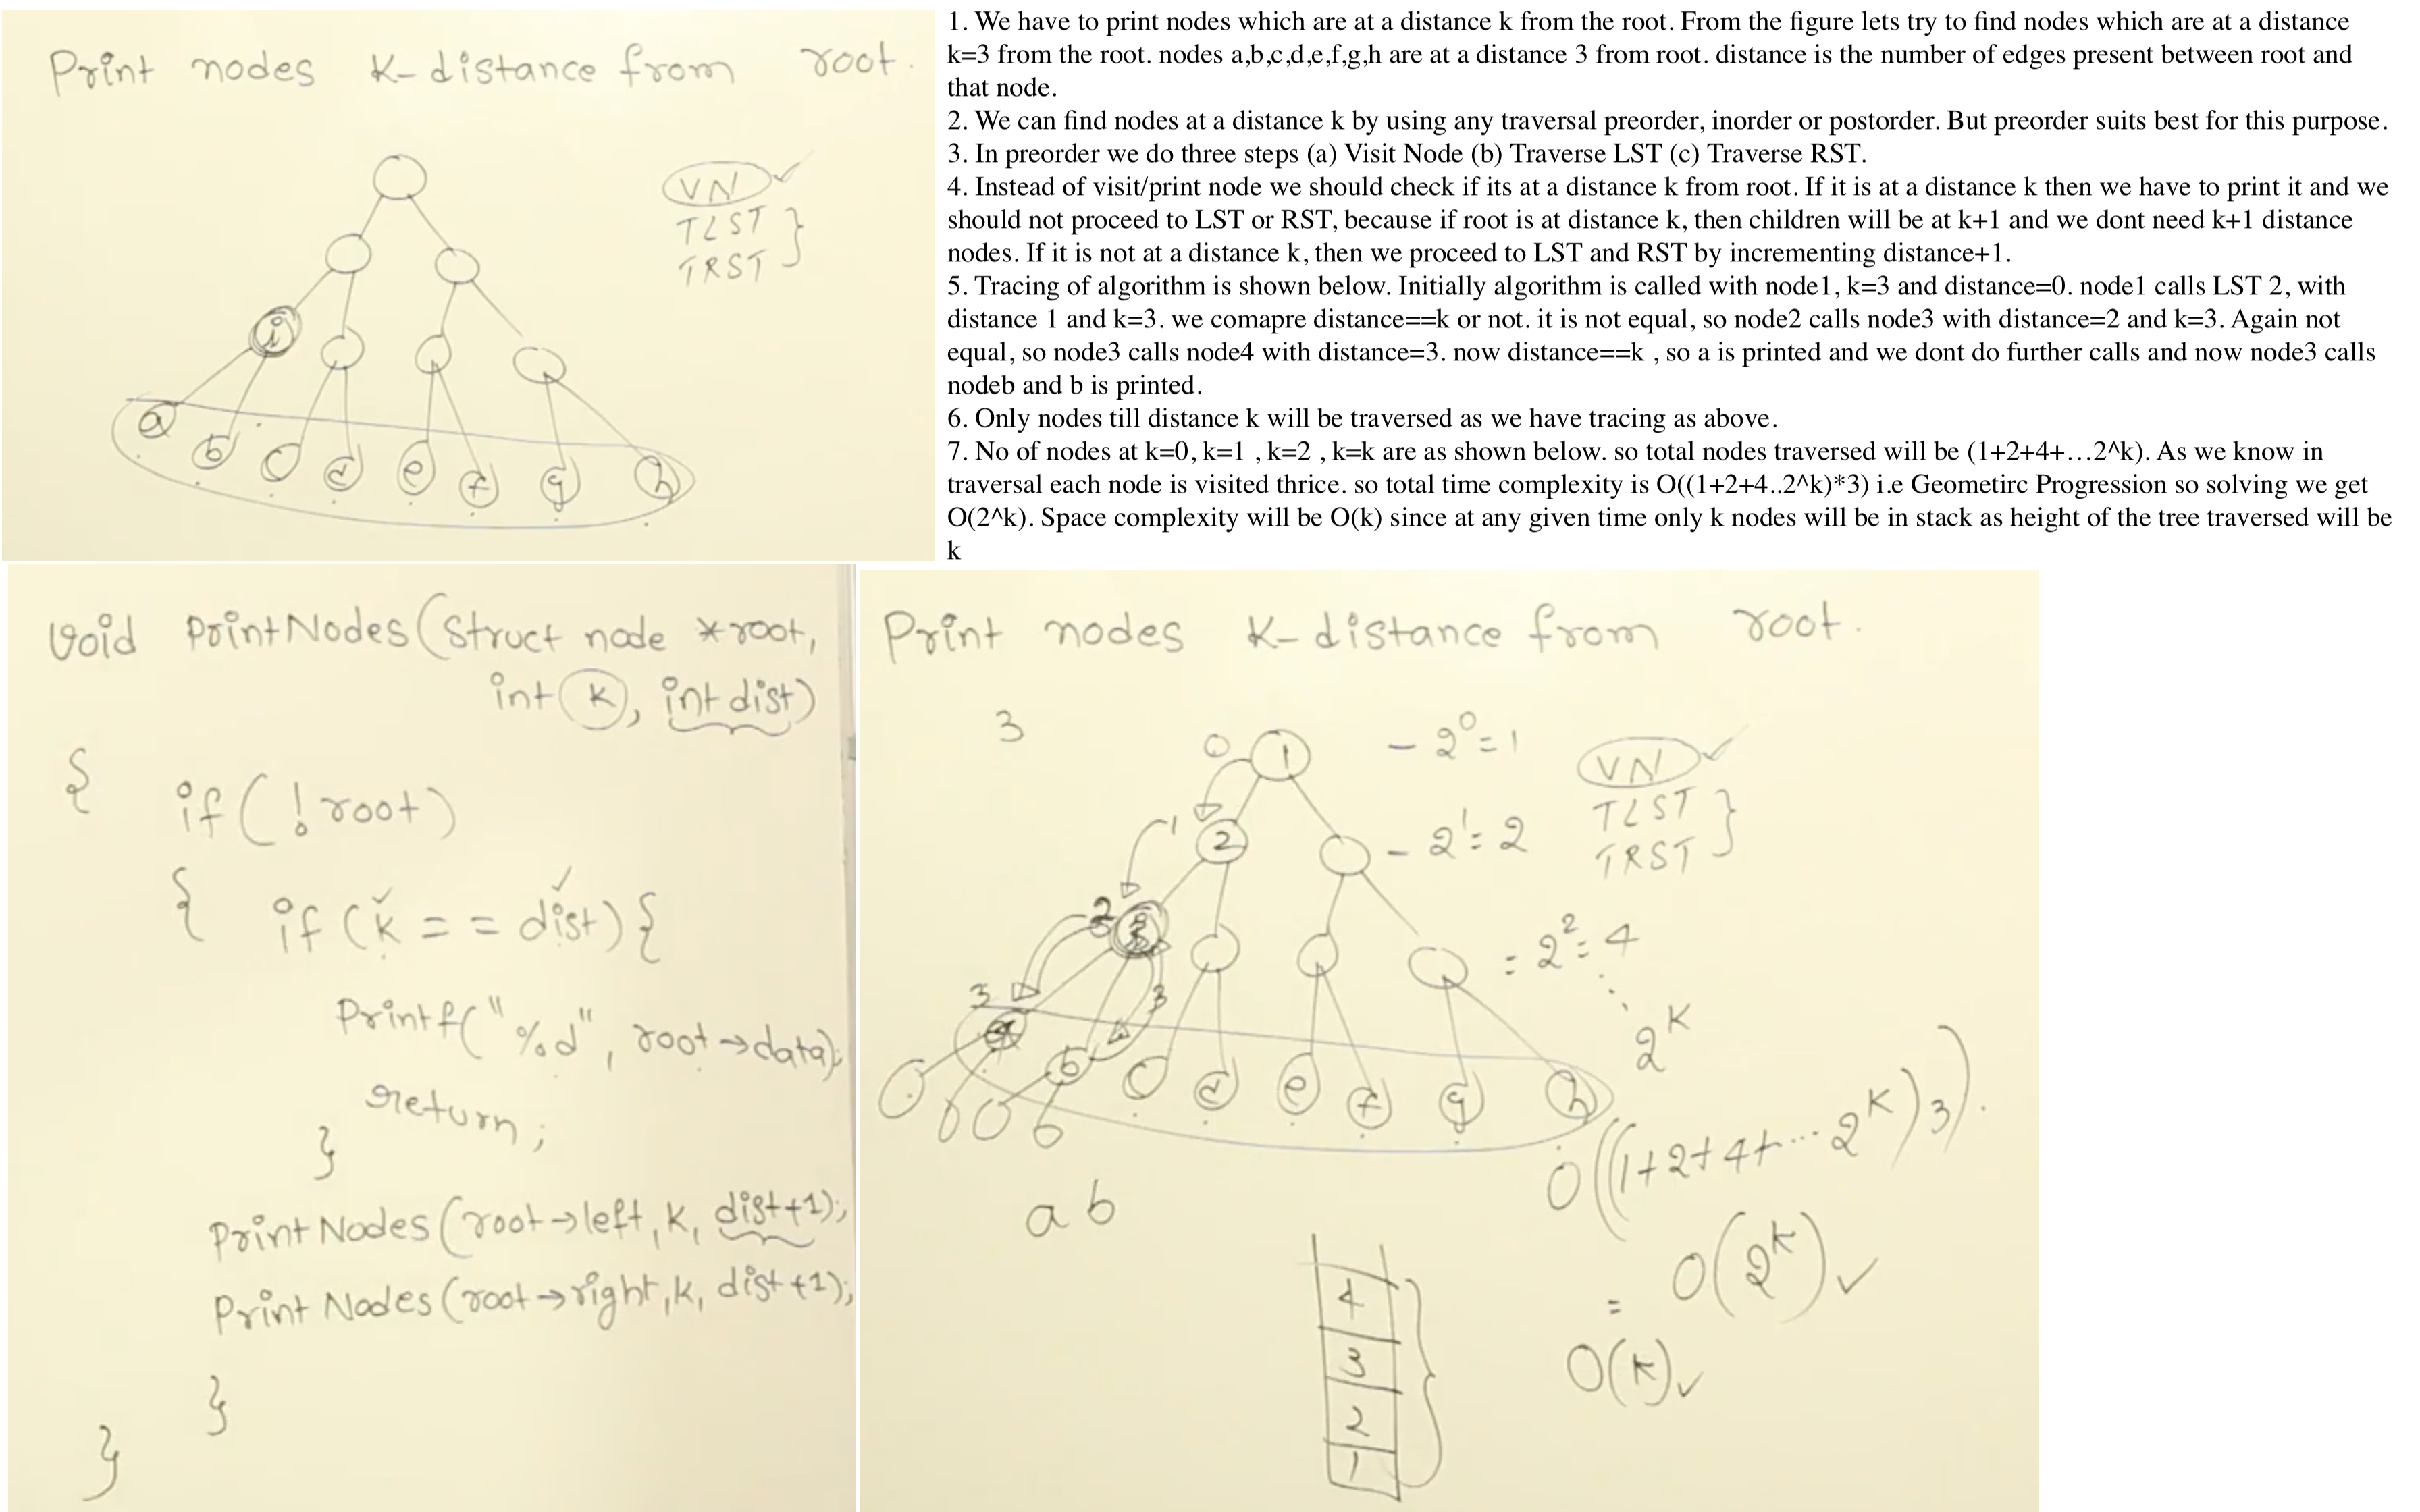 Print nodes K-distance from root.
VN
TLST
TRST
i
a b c d e f g h
1. We have to print nodes which are at a distance k from the root. From the figure lets try to find nodes which are at a distance
k=3 from the root. nodes a,b,c,d,e,f,g,h are at a distance 3 from root. distance is the number of edges present between root and
that node.
2. We can find nodes at a distance k by using any traversal preorder, inorder or postorder. But preorder suits best for this purpose.
3. In preorder we do three steps (a) Visit Node (b) Traverse LST (c) Traverse RST.
4. Instead of visit/print node we should check if its at a distance k from root. If it is at a distance k then we have to print it and we
should not proceed to LST or RST, because if root is at distance k, then children will be at k+1 and we dont need k+1 distance
nodes. If it is not at a distance k, then we proceed to LST and RST by incrementing distance+1.
5. Tracing of algorithm is shown below. Initially algorithm is called with node1, k=3 and distance=0. node1 calls LST 2, with
distance 1 and k=3. we comapre distance==k or not. it is not equal, so node2 calls node3 with distance=2 and k=3. Again not
equal, so node3 calls node4 with distance=3. now distance==k , so a is printed and we dont do further calls and now node3 calls
nodeb and b is printed.
6. Only nodes till distance k will be traversed as we have tracing as above.
7. No of nodes at k=0, k=1 , k=2 , k=k are as shown below. so total nodes traversed will be (1+2+4+…2^k). As we know in
traversal each node is visited thrice. so total time complexity is O((1+2+4..2^k)*3) i.e Geometirc Progression so solving we get
O(2^k). Space complexity will be O(k) since at any given time only k nodes will be in stack as height of the tree traversed will be
k
void PrintNodes(struct node *root,
int k, int dist)
{ if(!root)
{ if(k == dist){
Printf("%d", root→data);
return;
}
PrintNodes(root→left, k, dist+1);
PrintNodes(root→right, k, dist+1);
}
}
Print nodes K-distance from root.
3
0 1 - 2^0 = 1
VN
TLST
TRST
1 2 - 2^1 = 2
2 3 = 2^2 = 4
2^K
3 3
b c d e f g h
O((1+2+4+...2^K)3).
a b
= O(2^k)
O(k)
4
3
2
1